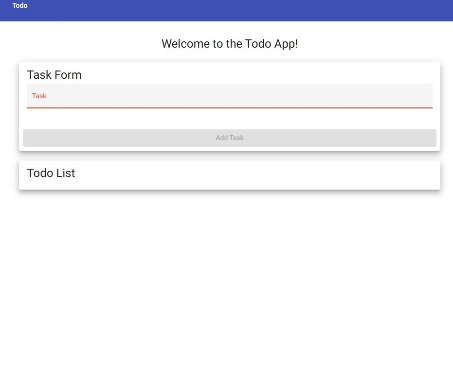 Todo
Welcome to the Todo App!
Task Form
Task
Add Task
Todo List